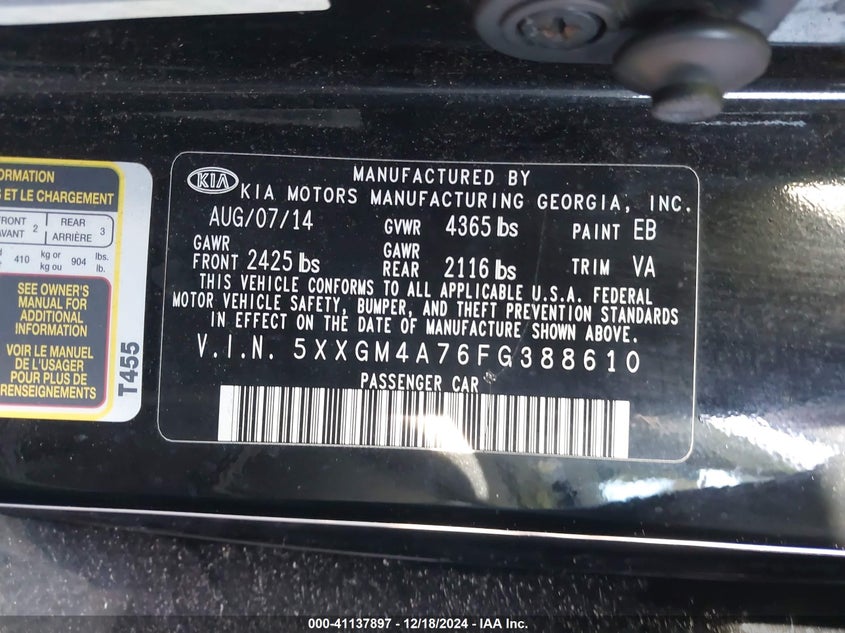 ORMATION
S ET LE CHARGEMENT
FRONT 2 REAR 3
AVANT ARRIÈRE
410 kg or 904 lbs.
kg ou lb.
SEE OWNER'S
MANUAL FOR
ADDITIONAL
INFORMATION
VOIR LE MANUEL
DE L'USAGER
POUR PLUS DE
RENSEIGNEMENTS
T455
KIA
MANUFACTURED BY
KIA MOTORS MANUFACTURING GEORGIA, INC.
AUG/07/14 GVWR 4365 lbs PAINT EB
GAWR FRONT 2425 lbs GAWR REAR 2116 lbs TRIM VA
THIS VEHICLE CONFORMS TO ALL APPLICABLE U.S.A. FEDERAL
MOTOR VEHICLE SAFETY, BUMPER, AND THEFT PREVENTION STANDARDS
IN EFFECT ON THE DATE OF MANUFACTURE SHOWN ABOVE.
V.I.N. 5XXGM4A76FG388610
PASSENGER CAR
000-41137897 - 12/18/2024 - IAA Inc.